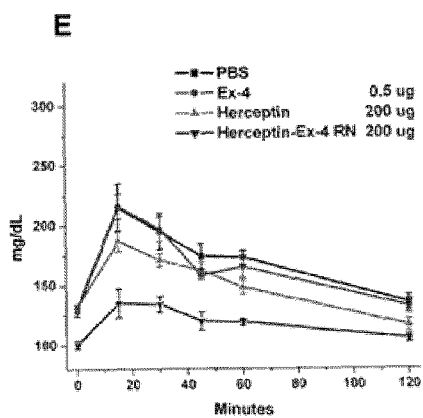 E
PBS
Ex-4 0.5 ug
Herceptin 200 ug
Herceptin-Ex-4 RN 200 ug
300
250
200
150
100
mg/dL
0 20 40 60 80 100 120
Minutes